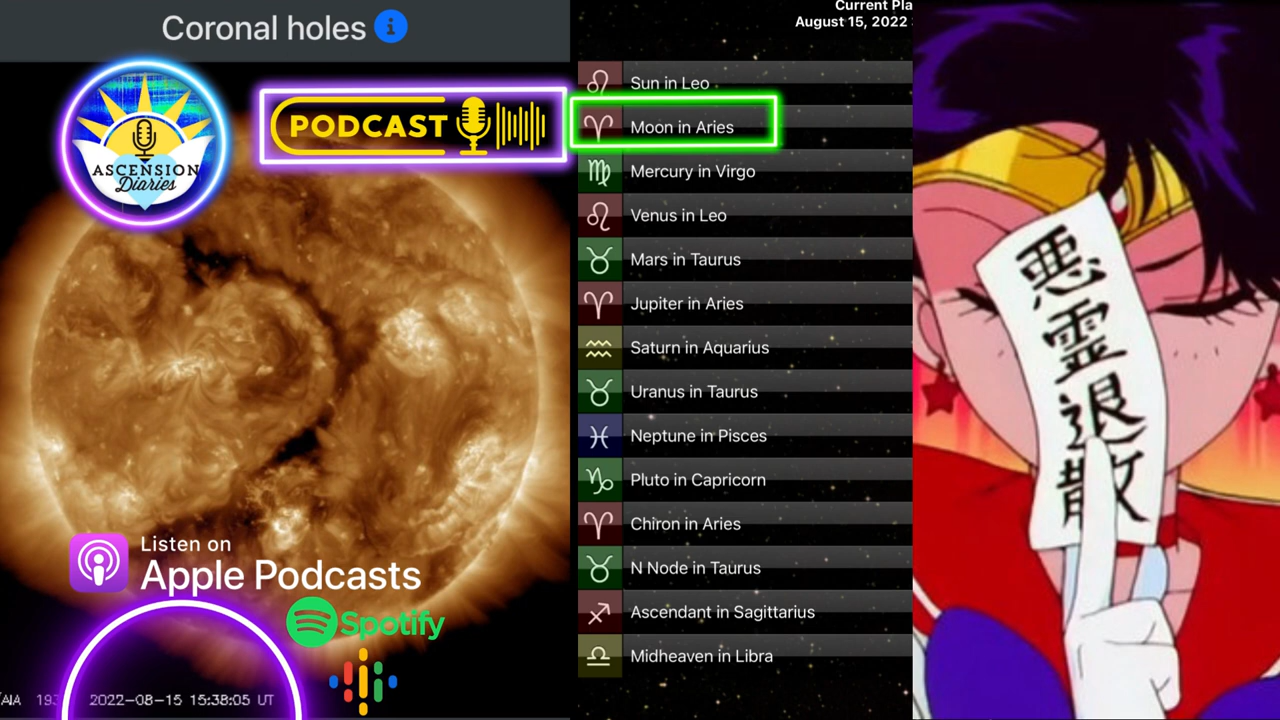 Coronal holes i
ASCENSION
Diaries
PODCAST
Listen on
Apple Podcasts
Spotify
2022-08-15 15:38:05 UT
Current Pla
August 15, 2022
Sun in Leo
Moon in Aries
Mercury in Virgo
Venus in Leo
Mars in Taurus
Jupiter in Aries
Saturn in Aquarius
Uranus in Taurus
Neptune in Pisces
Pluto in Capricorn
Chiron in Aries
N Node in Taurus
Ascendant in Sagittarius
Midheaven in Libra
悪霊退散